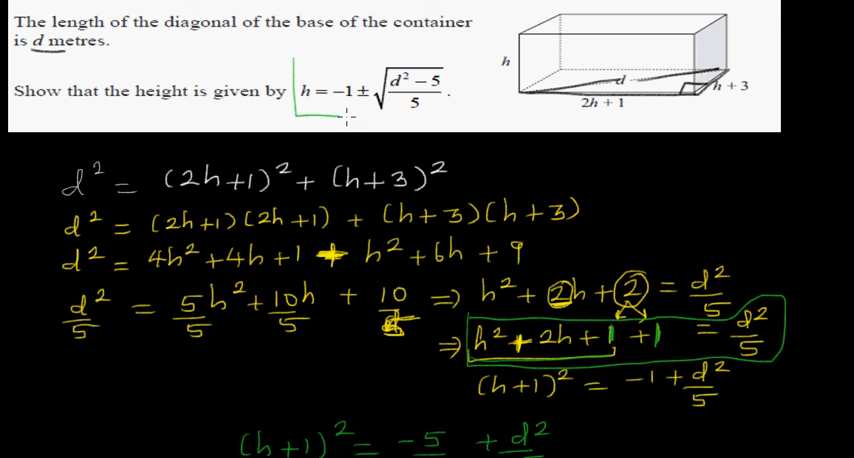 The length of the diagonal of the base of the container
is d metres.
Show that the height is given by h = −1 ± √((d² − 5)/5).
h
d
h + 3
2h + 1
d² = (2h+1)² + (h+3)²
d² = (2h+1)(2h+1) + (h+3)(h+3)
d² = 4h² + 4h + 1 + h² + 6h + 9
d²/5 = 5h²/5 + 10h/5 + 10/5 ⇒ h² + 2h + 2 = d²/5
⇒ h² + 2h + 1 + 1 = d²/5
(h+1)² = −1 + d²/5
(h+1)² = −5 + d²